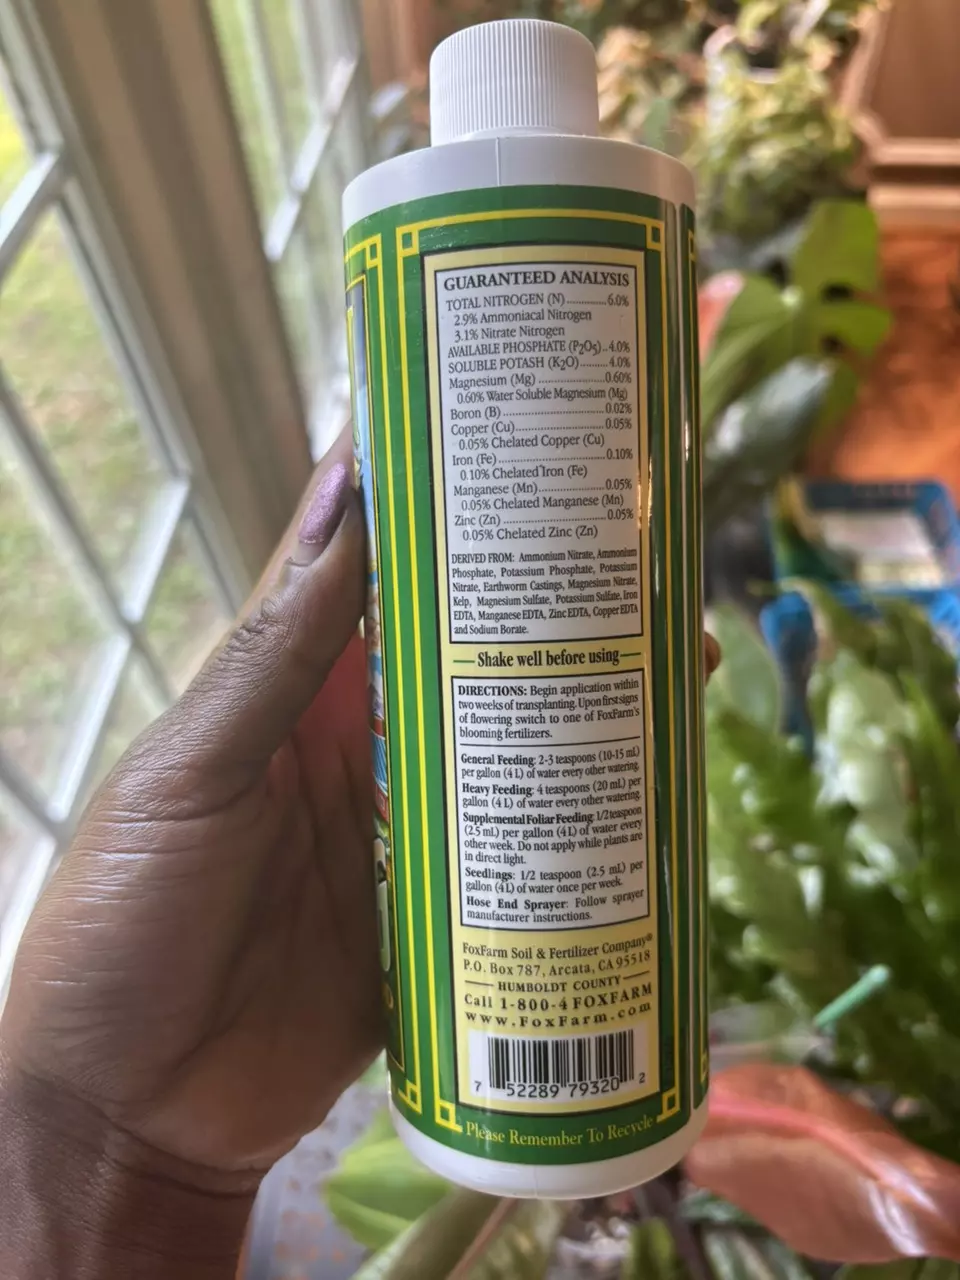 GUARANTEED ANALYSIS
TOTAL NITROGEN (N)............6.0%
2.9% Ammoniacal Nitrogen
3.1% Nitrate Nitrogen
AVAILABLE PHOSPHATE (P2O5)..4.0%
SOLUBLE POTASH (K2O)........4.0%
Magnesium (Mg)....................0.60%
0.60% Water Soluble Magnesium (Mg)
Boron (B)................................0.02%
Copper (Cu)...........................0.05%
0.05% Chelated Copper (Cu)
Iron (Fe)..................................0.10%
0.10% Chelated Iron (Fe)
Manganese (Mn)....................0.05%
0.05% Chelated Manganese (Mn)
Zinc (Zn)................................0.05%
0.05% Chelated Zinc (Zn)
DERIVED FROM: Ammonium Nitrate, Ammonium
Phosphate, Potassium Phosphate, Potassium
Nitrate, Earthworm Castings, Magnesium Nitrate,
Kelp, Magnesium Sulfate, Potassium Sulfate, Iron
EDTA, Manganese EDTA, Zinc EDTA, Copper EDTA
and Sodium Borate.
Shake well before using
DIRECTIONS: Begin application within
two weeks of transplanting. Upon first signs
of flowering switch to one of FoxFarm's
blooming fertilizers.
General Feeding: 2-3 teaspoons (10-15 mL)
per gallon (4 L) of water every other watering.
Heavy Feeding: 4 teaspoons (20 mL) per
gallon (4 L) of water every other watering.
Supplemental Foliar Feeding: 1/2 teaspoon
(2.5 mL) per gallon (4 L) of water every
other week. Do not apply while plants are
in direct light.
Seedlings: 1/2 teaspoon (2.5 mL) per
gallon (4 L) of water once per week.
Hose End Sprayer: Follow sprayer
manufacturer instructions.
FoxFarm Soil & Fertilizer Company®
P.O. Box 787, Arcata, CA 95518
HUMBOLDT COUNTY
Call 1-800-4FOXFARM
www.FoxFarm.com
7 52289 79320 2
Please Remember To Recycle